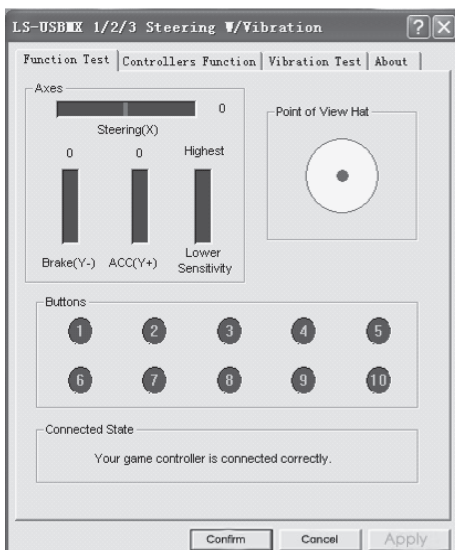 LS-USBMX 1/2/3 Steering W/Vibration ? X
Function Test Controllers Function Vibration Test About
Axes
0
Steering(X)
Point of View Hat
0 0 Highest
Brake(Y-) ACC(Y+) Lower
Sensitivity
Buttons
1 2 3 4 5
6 7 8 9 10
Connected State
Your game controller is connected correctly.
Confirm Cancel Apply